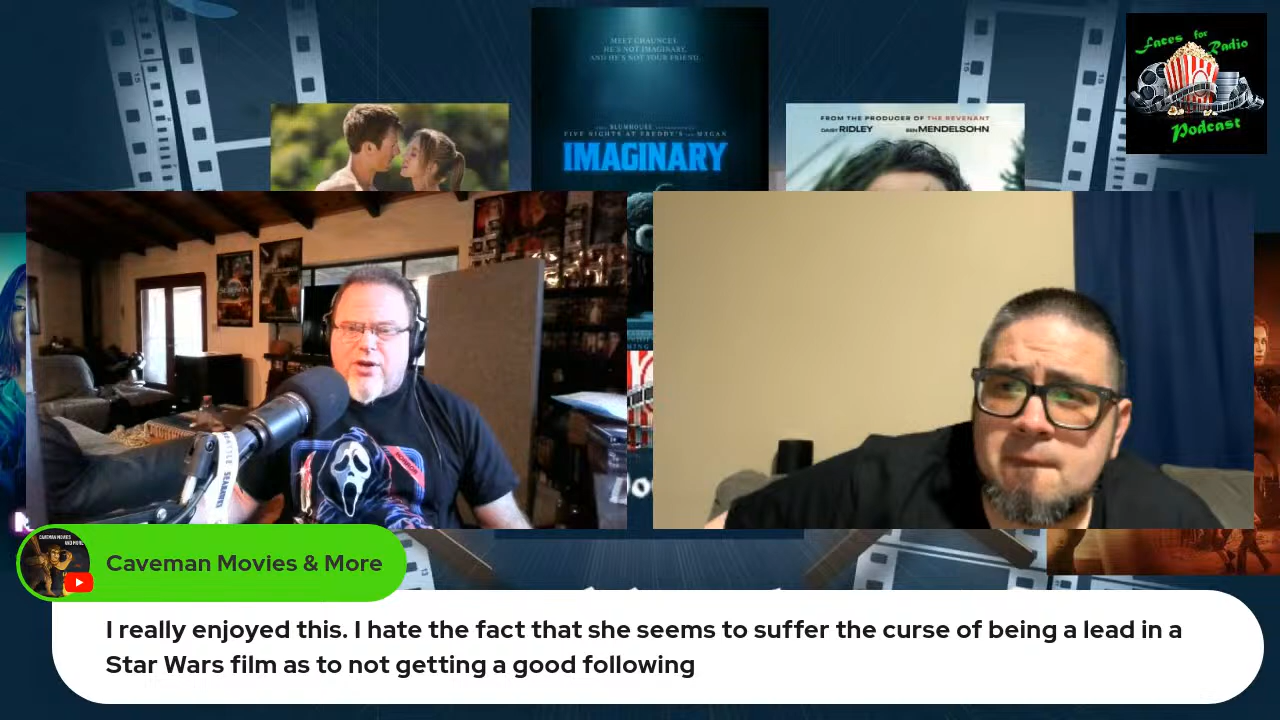 MEET CHAUNCEY.
HE'S NOT IMAGINARY.
AND HE'S NOT YOUR FRIEND.
BLUMHOUSE
FIVE NIGHTS AT FREDDY'S AND M3GAN
IMAGINARY
FROM THE PRODUCER OF THE REVENANT
DAISY RIDLEY BEN MENDELSOHN
Faces for Radio
Podcast
SERENITY
Caveman Movies & More
I really enjoyed this. I hate the fact that she seems to suffer the curse of being a lead in a
Star Wars film as to not getting a good following